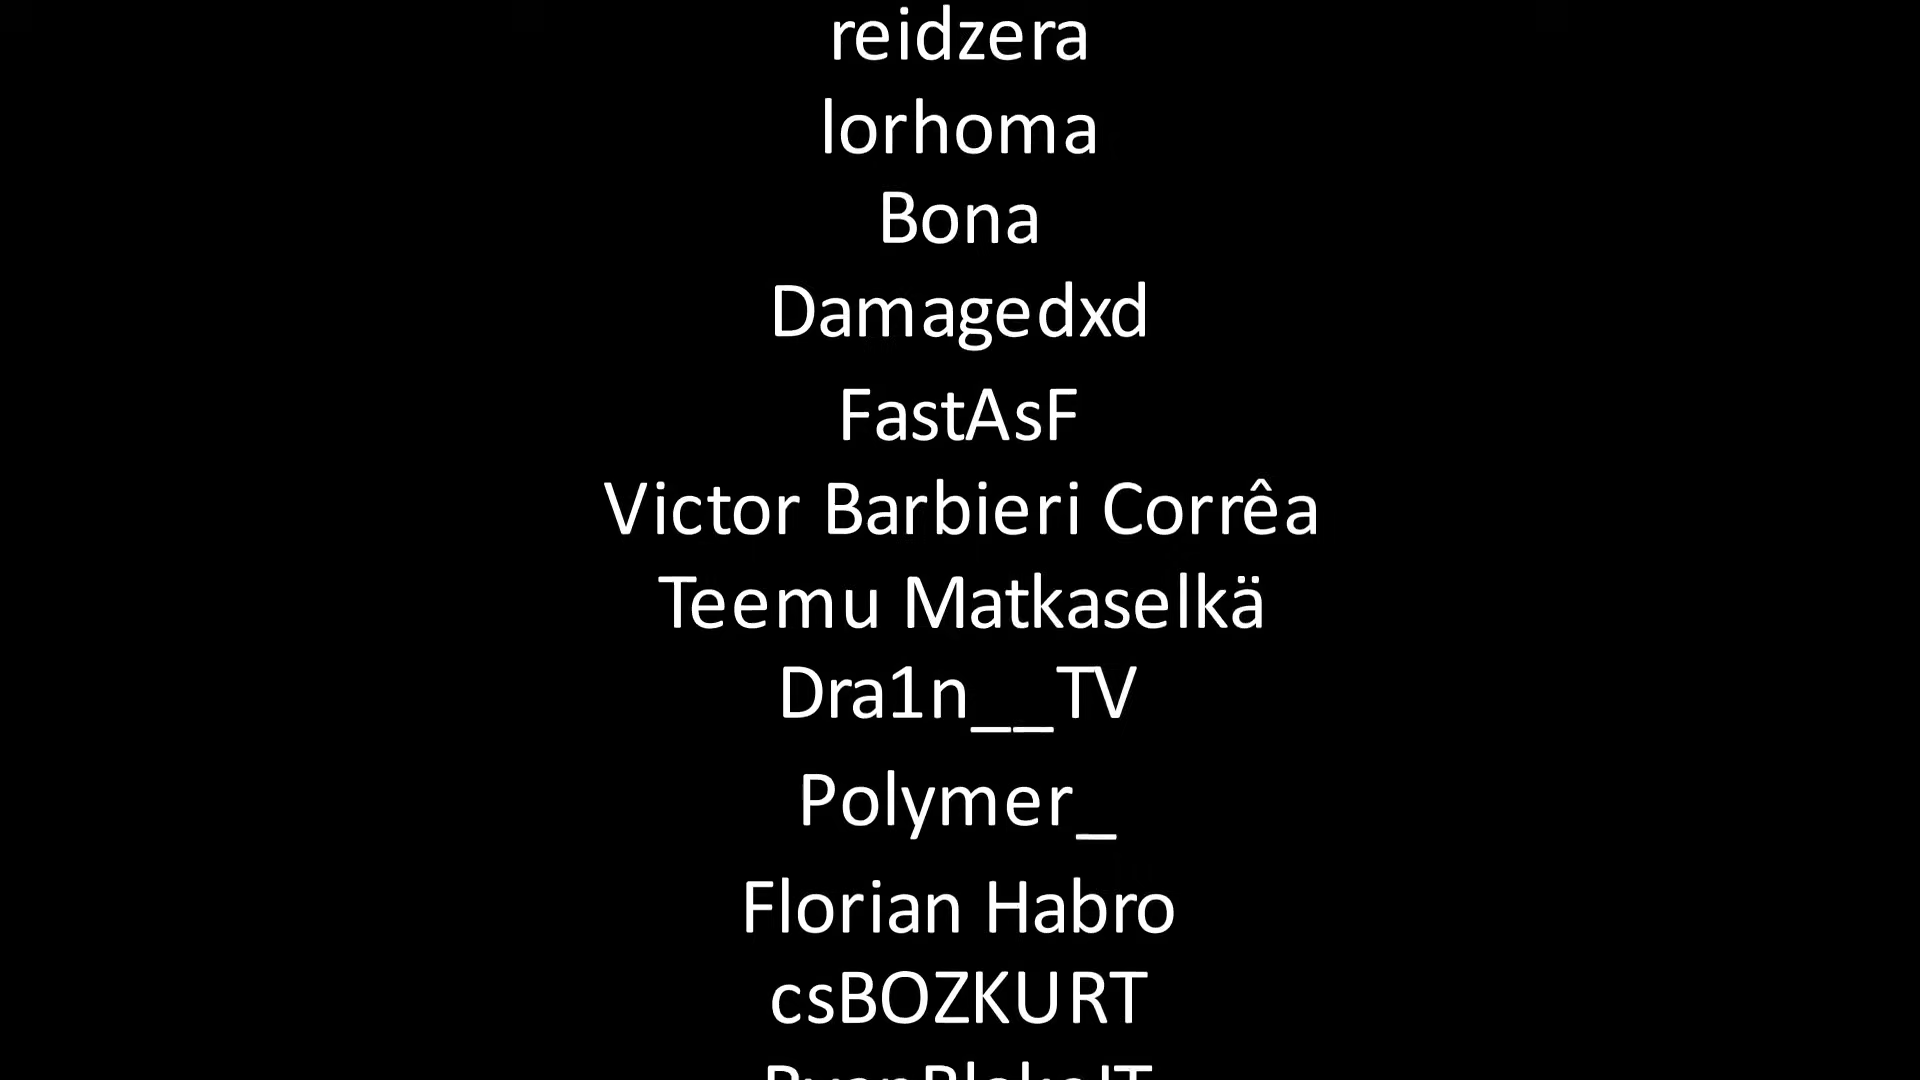 reidzera
lorhoma
Bona
Damagedxd
FastAsF
Victor Barbieri Corrêa
Teemu Matkaselkä
Dra1n__TV
Polymer_
Florian Habro
csBOZKURT